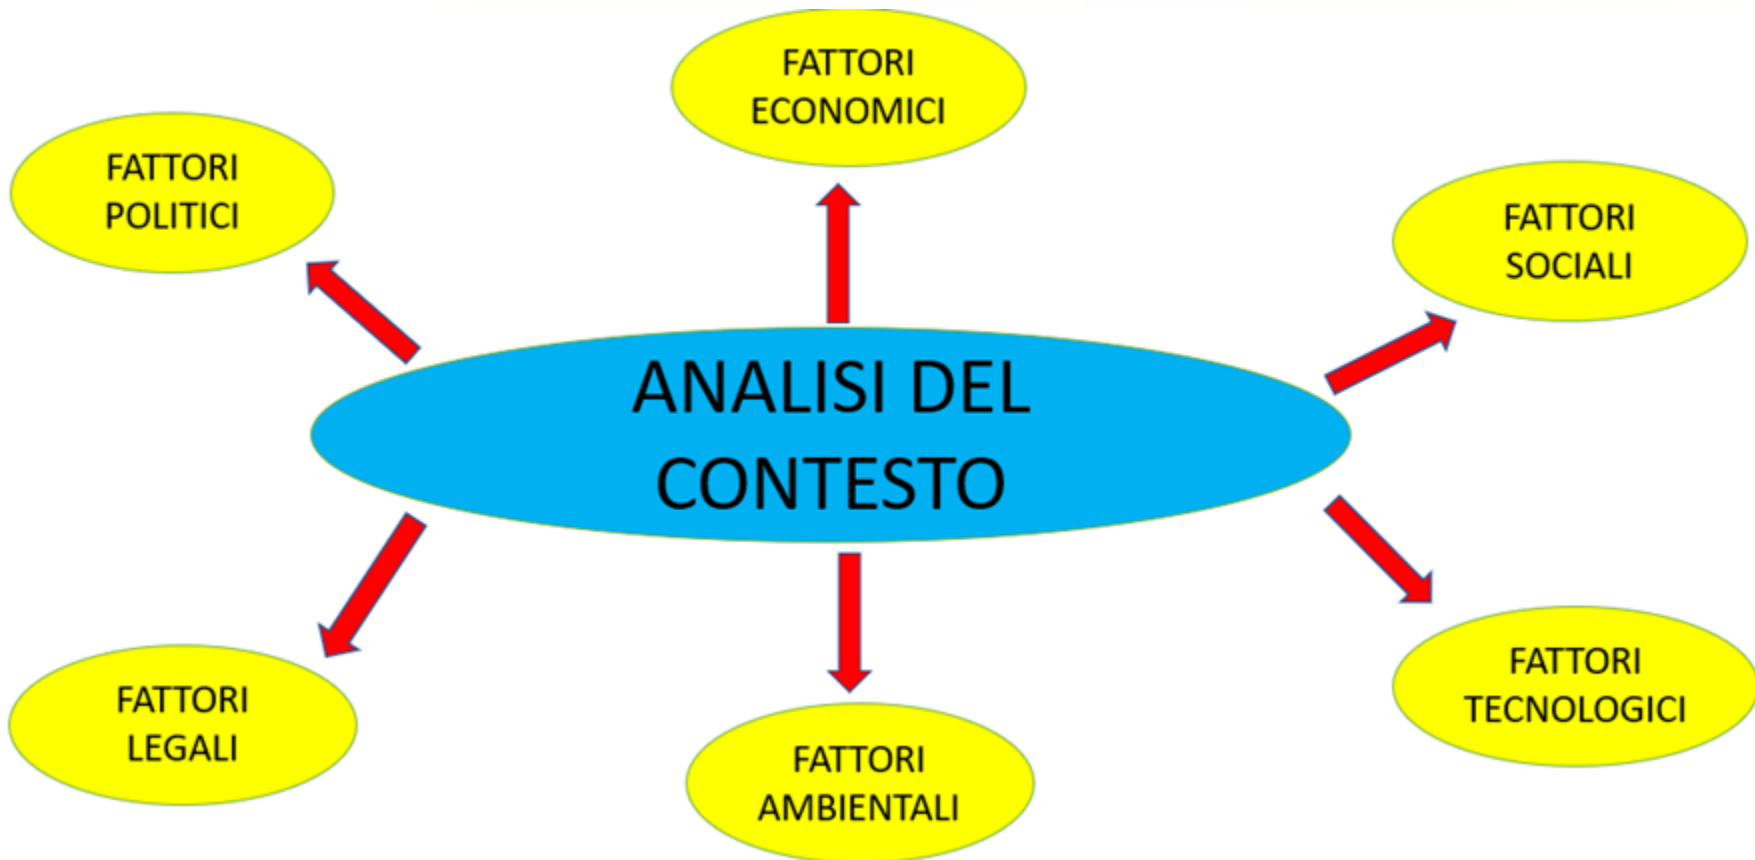 FATTORI
ECONOMICI
FATTORI
POLITICI
FATTORI
SOCIALI
ANALISI DEL
CONTESTO
FATTORI
LEGALI
FATTORI
AMBIENTALI
FATTORI
TECNOLOGICI